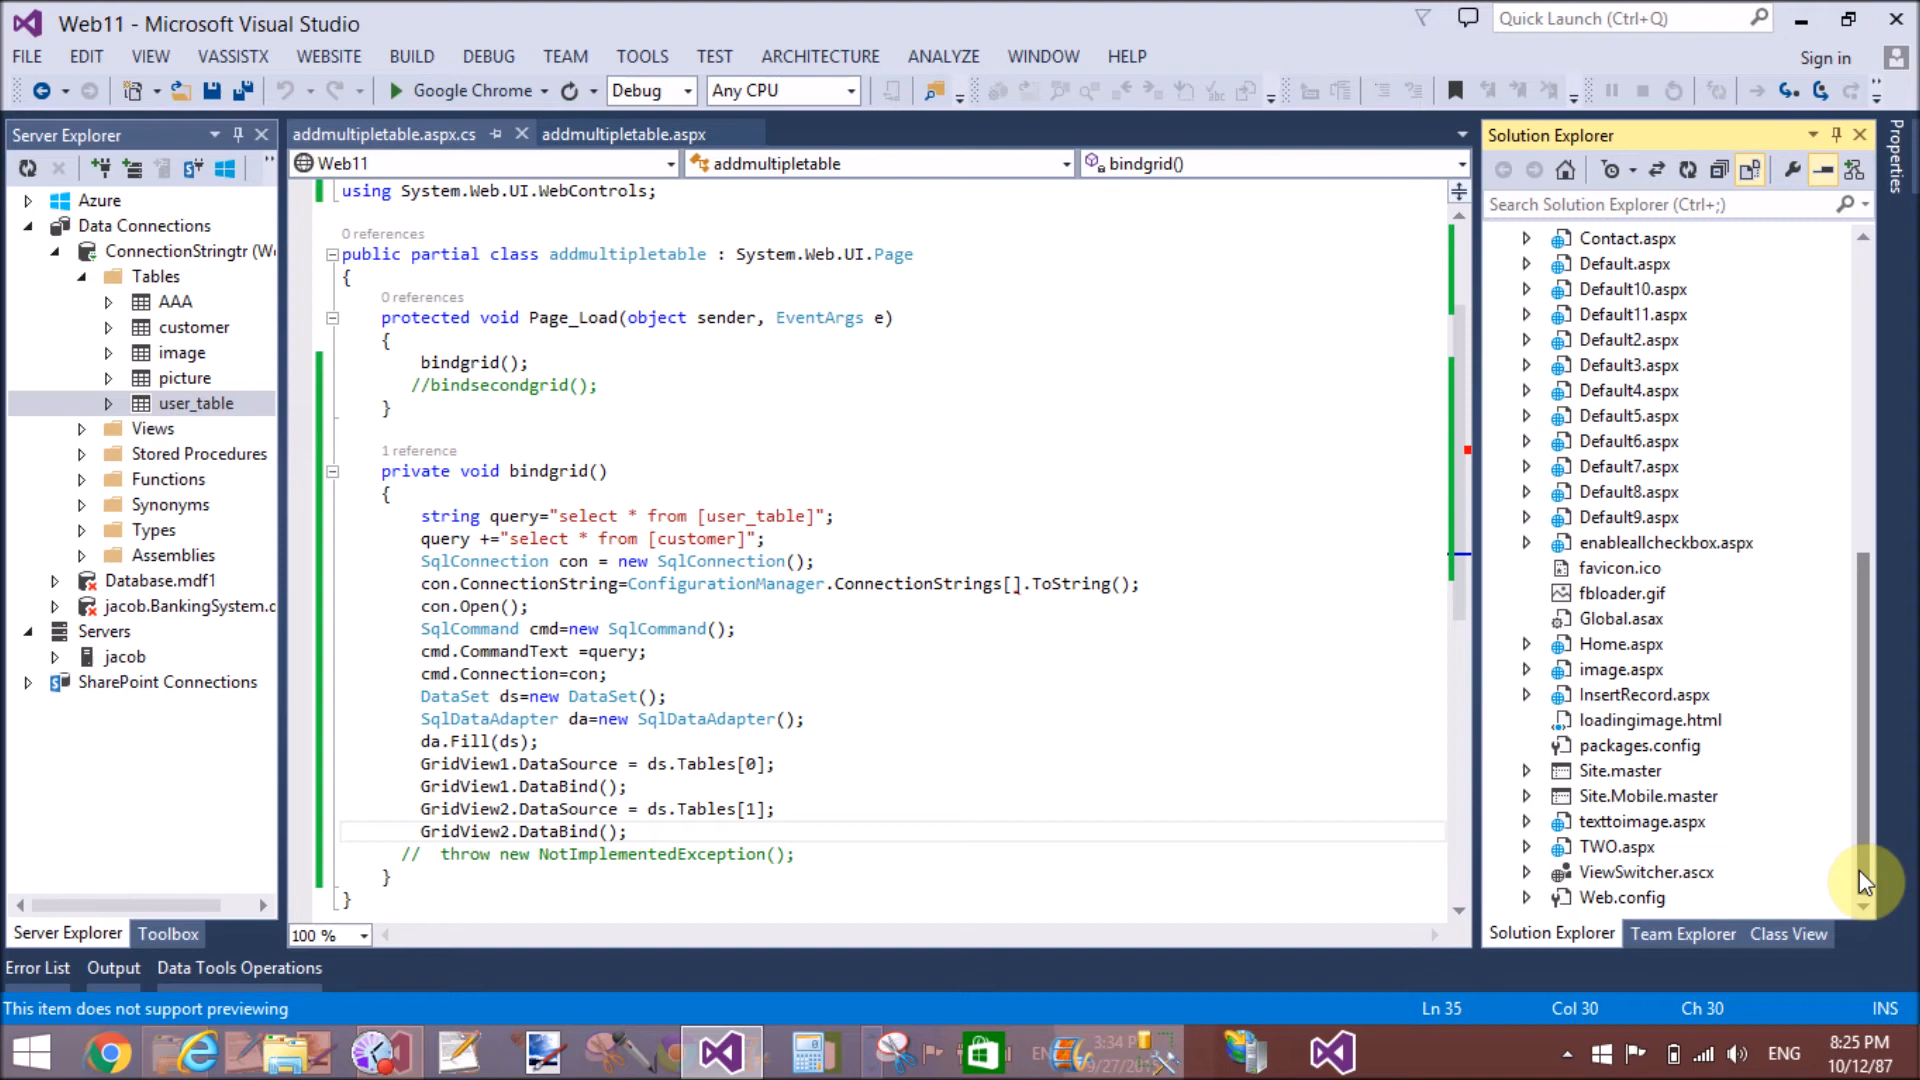 Web11 - Microsoft Visual Studio
Quick Launch (Ctrl+Q)
FILE EDIT VIEW VASSISTX WEBSITE BUILD DEBUG TEAM TOOLS TEST ARCHITECTURE ANALYZE WINDOW HELP
Sign in
Google Chrome Debug Any CPU
Server Explorer
Azure
Data Connections
ConnectionStringtr (We
Tables
AAA
customer
image
picture
user_table
Views
Stored Procedures
Functions
Synonyms
Types
Assemblies
Database.mdf1
jacob.BankingSystem.c
Servers
jacob
SharePoint Connections
Server Explorer Toolbox
addmultipletable.aspx.cs addmultipletable.aspx
Web11 addmultipletable bindgrid()
using System.Web.UI.WebControls;
0 references
public partial class addmultipletable : System.Web.UI.Page
{
0 references
protected void Page_Load(object sender, EventArgs e)
{
bindgrid();
//bindsecondgrid();
}
1 reference
private void bindgrid()
{
string query="select * from [user_table]";
query +="select * from [customer]";
SqlConnection con = new SqlConnection();
con.ConnectionString=ConfigurationManager.ConnectionStrings[].ToString();
con.Open();
SqlCommand cmd=new SqlCommand();
cmd.CommandText =query;
cmd.Connection=con;
DataSet ds=new DataSet();
SqlDataAdapter da=new SqlDataAdapter();
da.Fill(ds);
GridView1.DataSource = ds.Tables[0];
GridView1.DataBind();
GridView2.DataSource = ds.Tables[1];
GridView2.DataBind();
// throw new NotImplementedException();
}
}
100 %
Solution Explorer
Search Solution Explorer (Ctrl+;)
Contact.aspx
Default.aspx
Default10.aspx
Default11.aspx
Default2.aspx
Default3.aspx
Default4.aspx
Default5.aspx
Default6.aspx
Default7.aspx
Default8.aspx
Default9.aspx
enableallcheckbox.aspx
favicon.ico
fbloader.gif
Global.asax
Home.aspx
image.aspx
InsertRecord.aspx
loadingimage.html
packages.config
Site.master
Site.Mobile.master
texttoimage.aspx
TWO.aspx
ViewSwitcher.ascx
Web.config
Solution Explorer Team Explorer Class View
Properties
Error List Output Data Tools Operations
This item does not support previewing
Ln 35 Col 30 Ch 30 INS
3:34 PM
9/27/20
ENG
8:25 PM
10/12/87